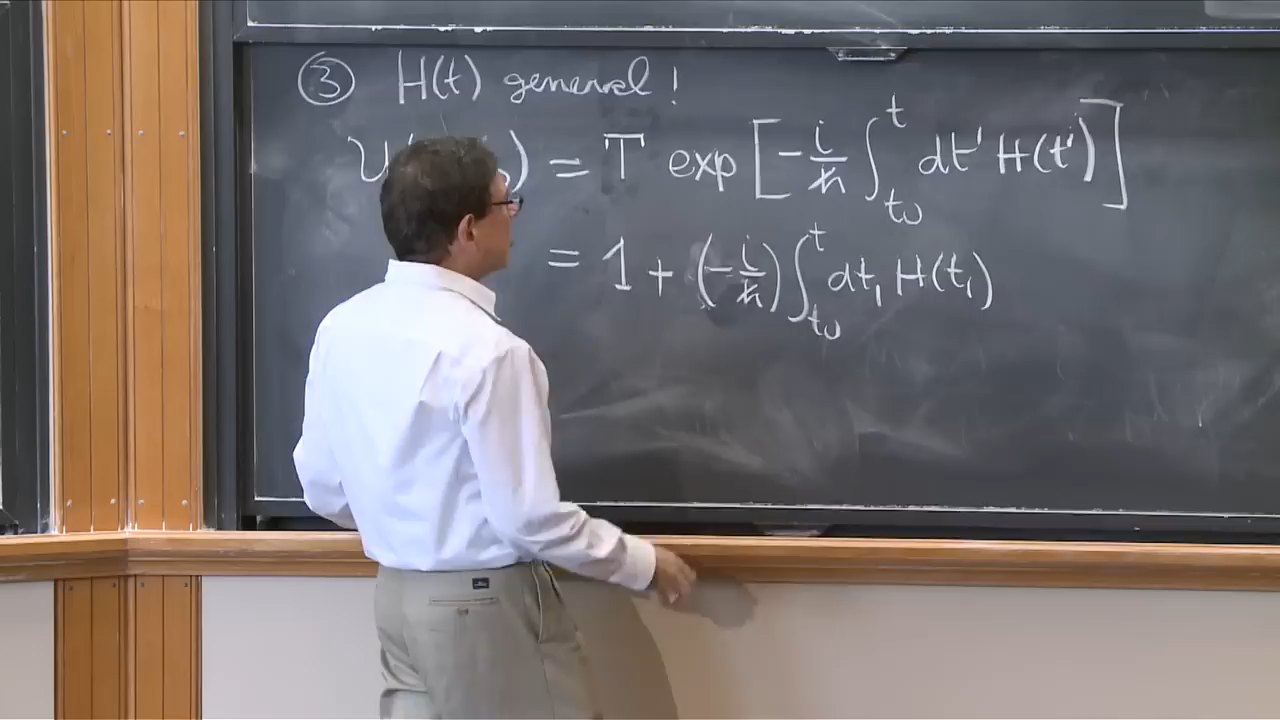 ③ H(t) general!
U ) = T exp[-i/ħ ∫_{t₀}^{t} dt' H(t')]
= 1 + (-i/ħ) ∫_{t₀}^{t} dt₁ H(t₁)